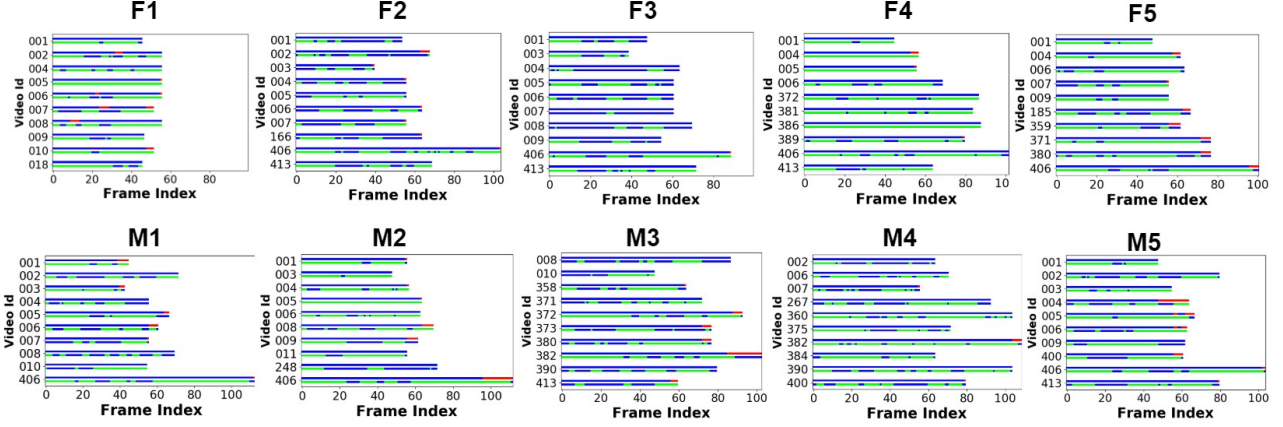 F1
F2
F3
F4
F5
Video Id
001
002
004
005
006
007
008
009
010
018
0 20 40 60 80
Frame Index
001
002
003
004
005
006
007
166
406
413
0 20 40 60 80 100
Frame Index
001
003
004
005
006
007
008
009
406
413
0 20 40 60 80
Frame Index
001
004
005
006
372
381
386
389
406
413
0 20 40 60 80 10
Frame Index
Video Id
001
004
006
007
009
185
359
371
380
406
0 20 40 60 80 100
Frame Index
M1
M2
M3
M4
M5
Video Id
001
002
003
004
005
006
007
008
010
406
0 20 40 60 80 100
Frame Index
Video Id
001
003
004
005
006
008
009
011
248
406
0 20 40 60 80 100
Frame Index
Video Id
008
010
358
371
372
373
380
382
390
413
0 20 40 60 80 100
Frame Index
Video Id
002
006
007
267
360
375
382
384
390
400
0 20 40 60 80 100
Frame Index
Video Id
001
002
003
004
005
006
009
400
406
413
0 20 40 60 80 100
Frame Index